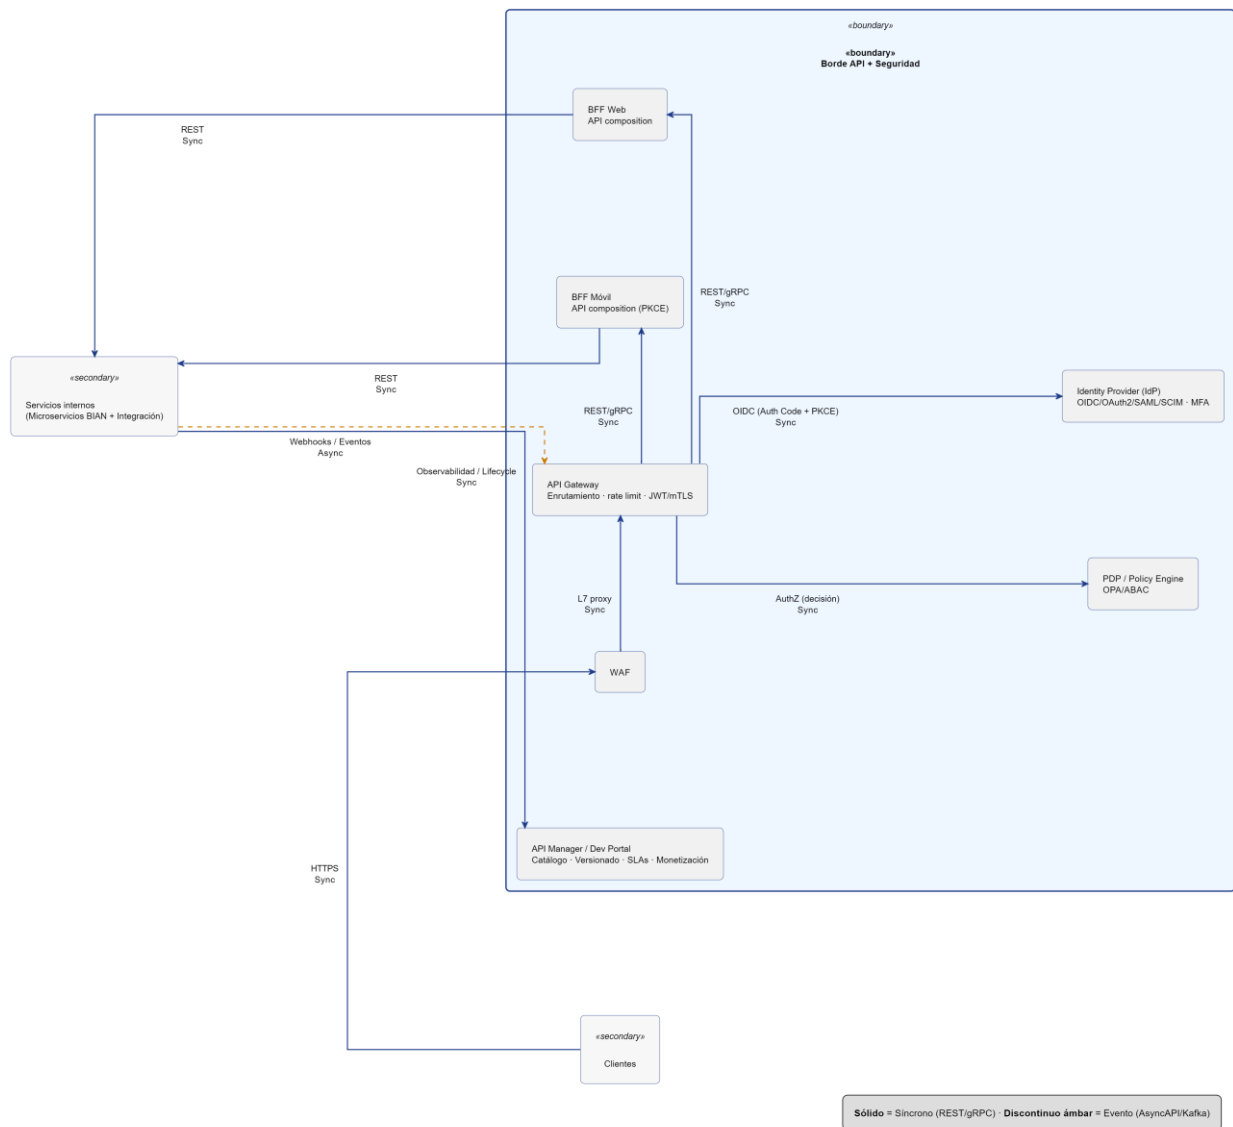 «boundary»
«boundary»
Borde API + Seguridad
BFF Web
API composition
REST
Sync
BFF Móvil
API composition (PKCE)
REST/gRPC
Sync
«secondary»
Servicios internos
(Microservicios BIAN + Integración)
REST
Sync
Identity Provider (IdP)
OIDC/OAuth2/SAML/SCIM · MFA
REST/gRPC
Sync
OIDC (Auth Code + PKCE)
Sync
Webhooks / Eventos
Async
Observabilidad / Lifecycle
Sync
API Gateway
Enrutamiento · rate limit · JWT/mTLS
PDP / Policy Engine
OPA/ABAC
L7 proxy
Sync
AuthZ (decisión)
Sync
WAF
API Manager / Dev Portal
Catálogo · Versionado · SLAs · Monetización
HTTPS
Sync
«secondary»
Clientes
Sólido = Síncrono (REST/gRPC) · Discontinuo ámbar = Evento (AsyncAPI/Kafka)